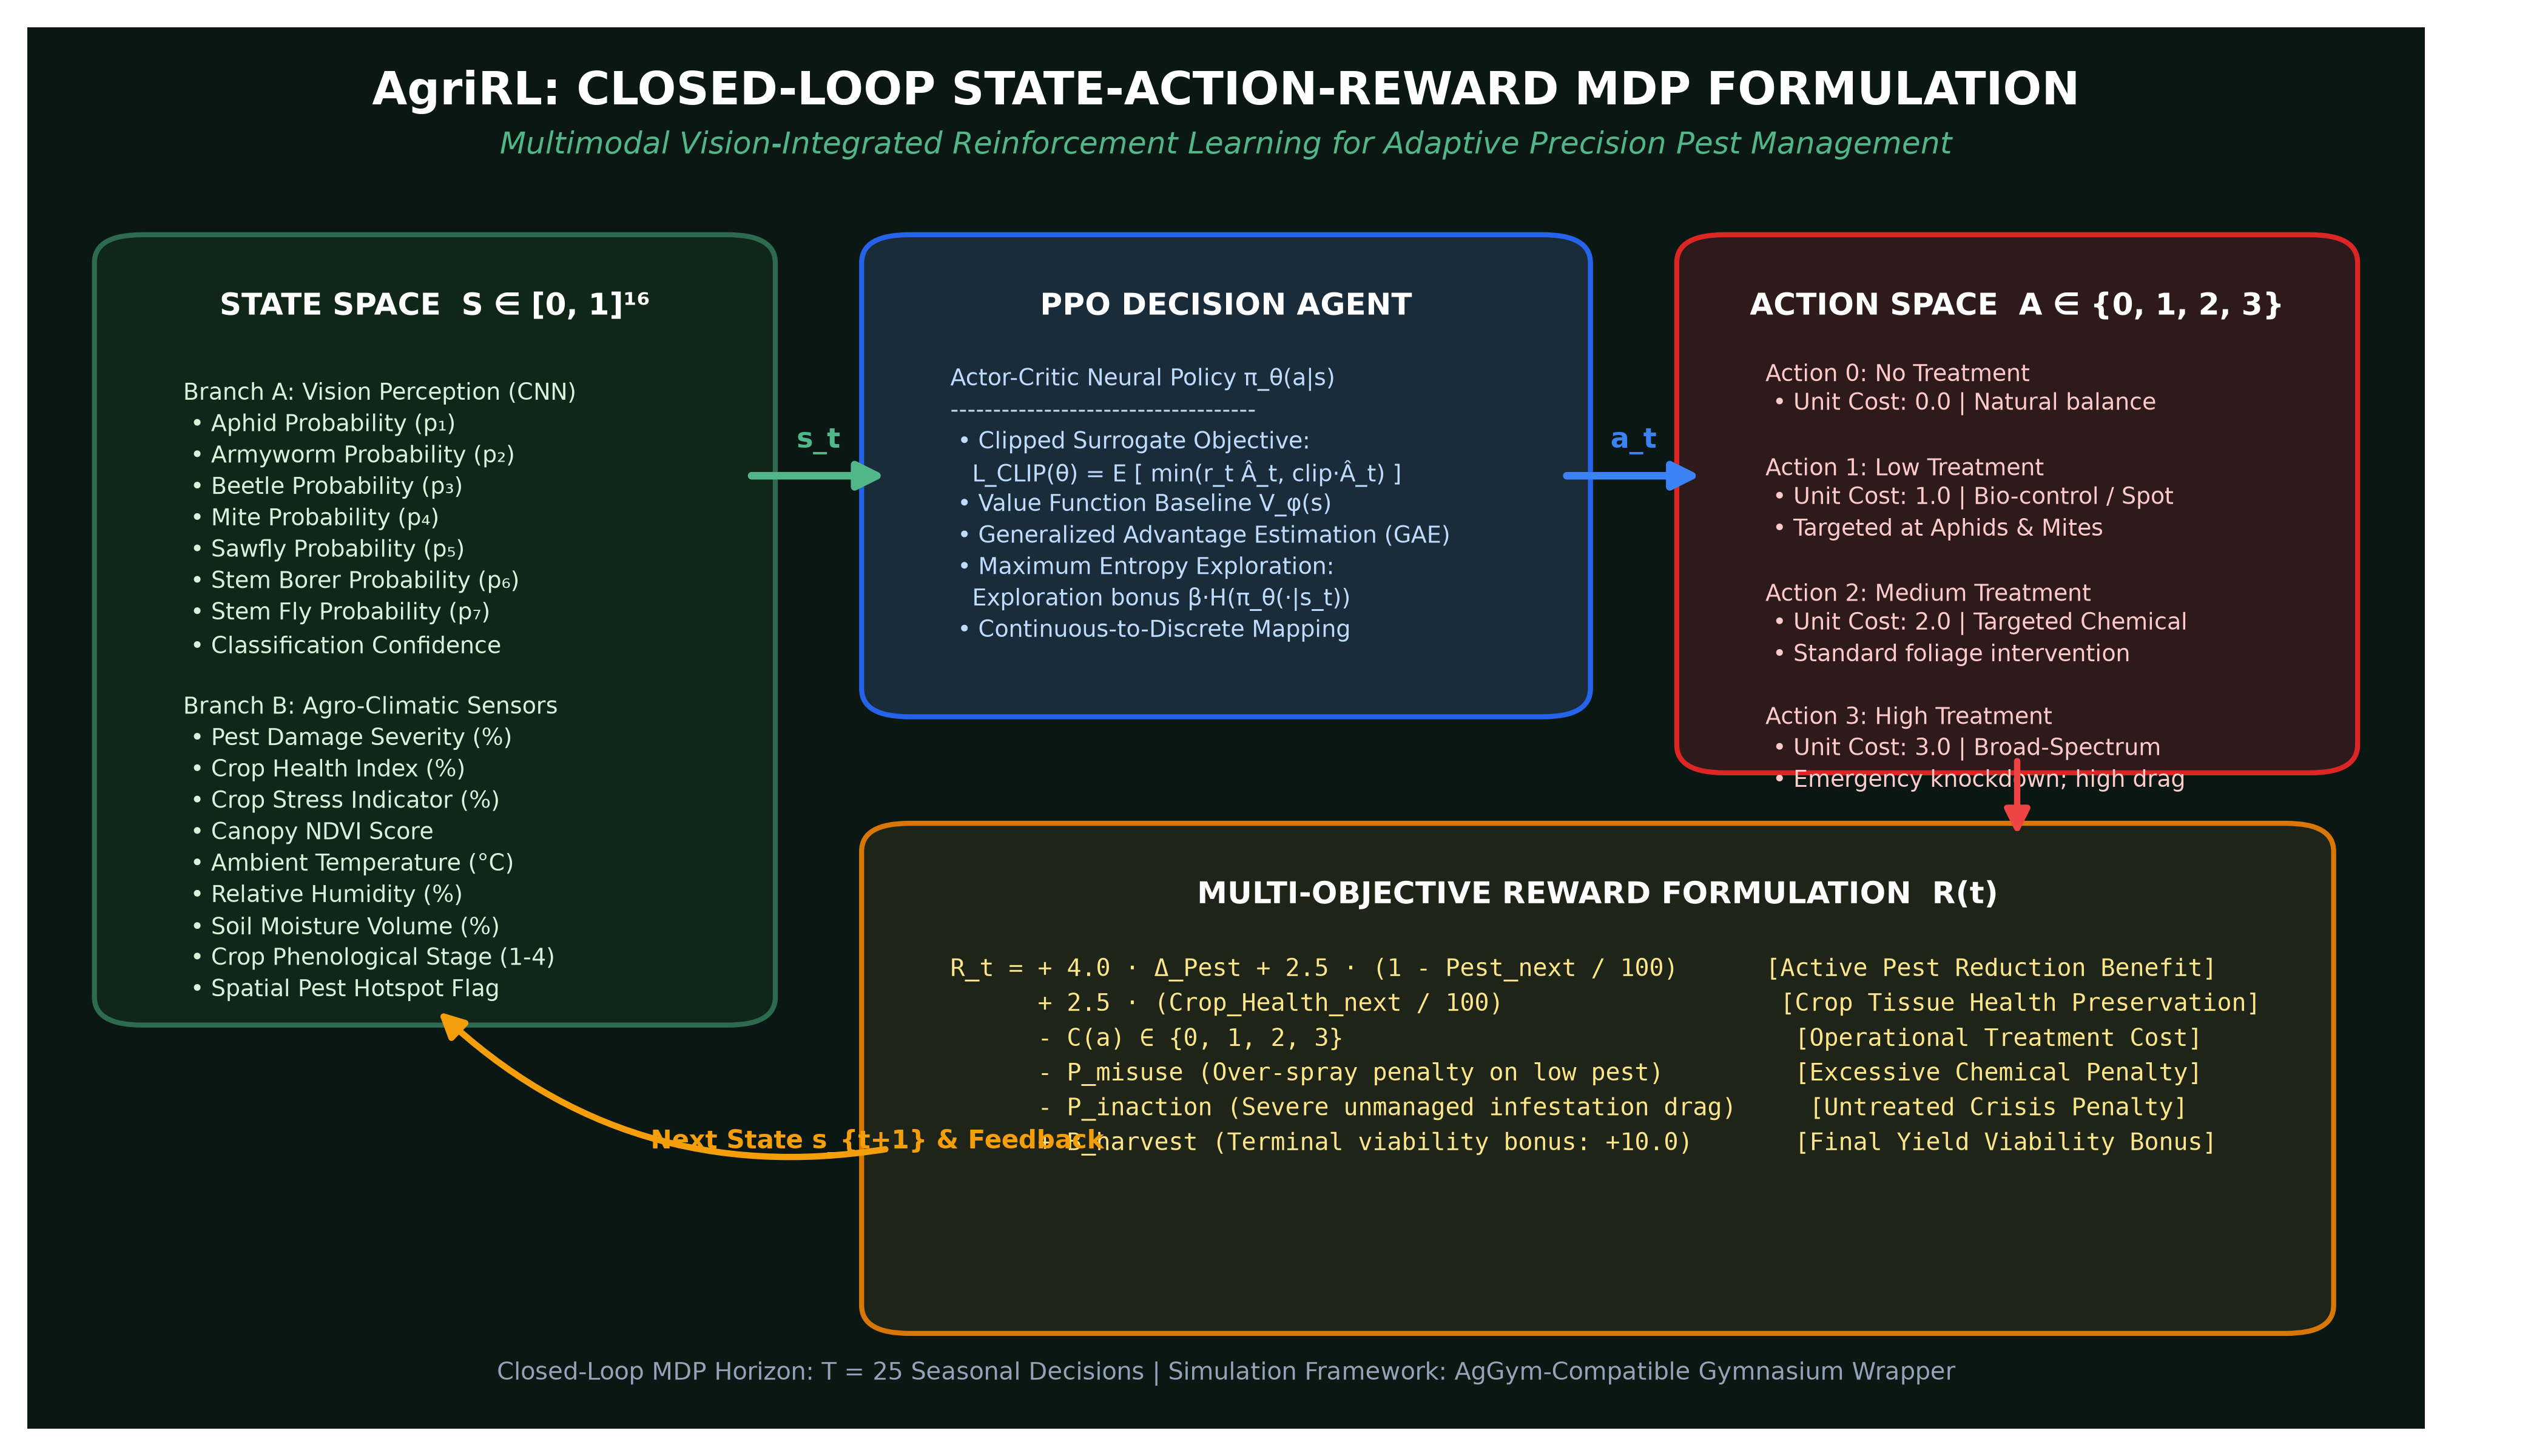 AgriRL: CLOSED-LOOP STATE-ACTION-REWARD MDP FORMULATION
Multimodal Vision-Integrated Reinforcement Learning for Adaptive Precision Pest Management
STATE SPACE  S ∈ [0, 1]¹⁶
Branch A: Vision Perception (CNN)
• Aphid Probability (p₁)
• Armyworm Probability (p₂)
• Beetle Probability (p₃)
• Mite Probability (p₄)
• Sawfly Probability (p₅)
• Stem Borer Probability (p₆)
• Stem Fly Probability (p₇)
• Classification Confidence
Branch B: Agro-Climatic Sensors
• Pest Damage Severity (%)
• Crop Health Index (%)
• Crop Stress Indicator (%)
• Canopy NDVI Score
• Ambient Temperature (°C)
• Relative Humidity (%)
• Soil Moisture Volume (%)
• Crop Phenological Stage (1-4)
• Spatial Pest Hotspot Flag
s_t
PPO DECISION AGENT
Actor-Critic Neural Policy π_θ(a|s)
------------------------------------
• Clipped Surrogate Objective:
L_CLIP(θ) = E [ min(r_t Â_t, clip·Â_t) ]
• Value Function Baseline V_φ(s)
• Generalized Advantage Estimation (GAE)
• Maximum Entropy Exploration:
Exploration bonus β·H(π_θ(·|s_t))
• Continuous-to-Discrete Mapping
a_t
ACTION SPACE  A ∈ {0, 1, 2, 3}
Action 0: No Treatment
• Unit Cost: 0.0 | Natural balance
Action 1: Low Treatment
• Unit Cost: 1.0 | Bio-control / Spot
• Targeted at Aphids & Mites
Action 2: Medium Treatment
• Unit Cost: 2.0 | Targeted Chemical
• Standard foliage intervention
Action 3: High Treatment
• Unit Cost: 3.0 | Broad-Spectrum
• Emergency knockdown; high drag
MULTI-OBJECTIVE REWARD FORMULATION  R(t)
R_t = + 4.0 · Δ_Pest + 2.5 · (1 - Pest_next / 100)      [Active Pest Reduction Benefit]
+ 2.5 · (Crop_Health_next / 100)      [Crop Tissue Health Preservation]
- C(a) ∈ {0, 1, 2, 3}      [Operational Treatment Cost]
- P_misuse (Over-spray penalty on low pest)      [Excessive Chemical Penalty]
- P_inaction (Severe unmanaged infestation drag)      [Untreated Crisis Penalty]
+ B_harvest (Terminal viability bonus: +10.0)      [Final Yield Viability Bonus]
Next State s_{t+1} & Feedback
Closed-Loop MDP Horizon: T = 25 Seasonal Decisions | Simulation Framework: AgGym-Compatible Gymnasium Wrapper